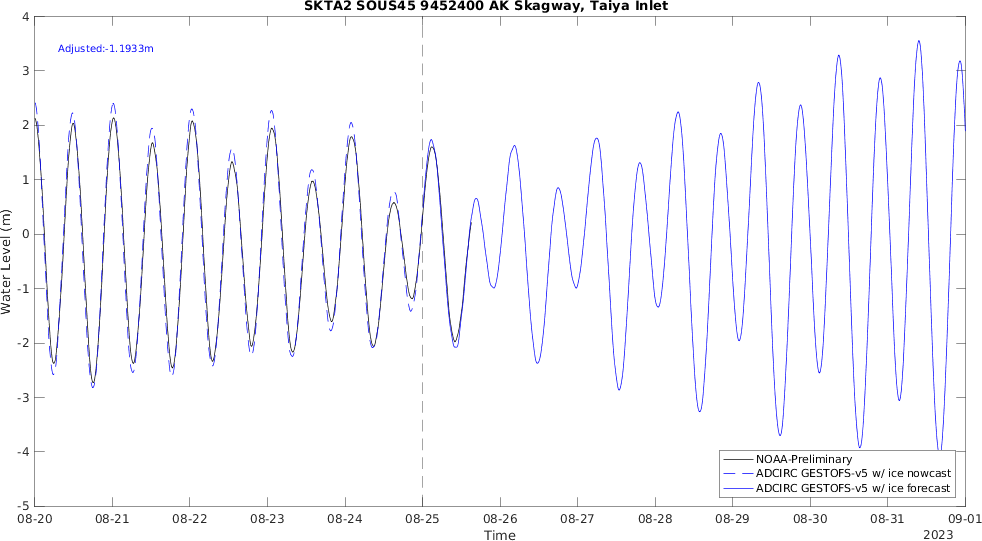 SKTA2 SOUS45 9452400 AK Skagway, Taiya Inlet
Adjusted:-1.1933m
4
3
2
1
0
-1
-2
-3
-4
-5
Water Level (m)
NOAA-Preliminary
ADCIRC GESTOFS-v5 w/ ice nowcast
ADCIRC GESTOFS-v5 w/ ice forecast
08-20 08-21 08-22 08-23 08-24 08-25 08-26 08-27 08-28 08-29 08-30 08-31 09-01
Time
2023